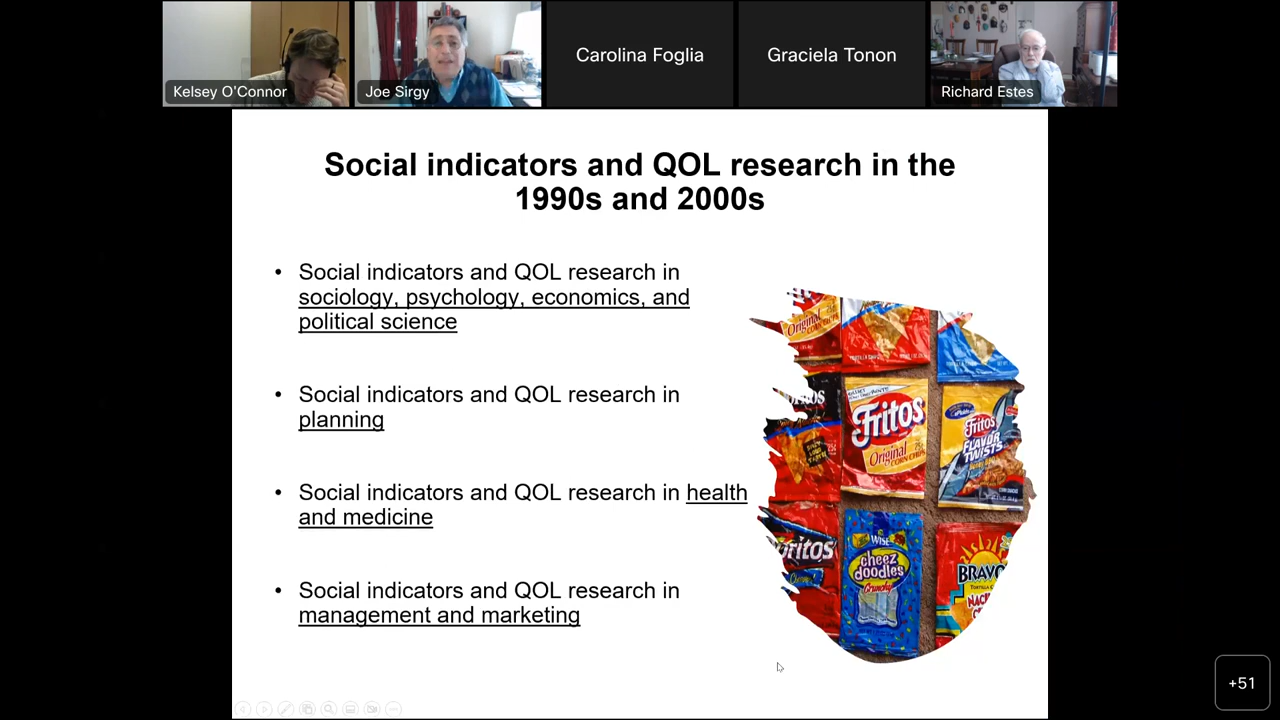 Kelsey O'Connor
Joe Sirgy
Carolina Foglia
Graciela Tonon
Richard Estes
Social indicators and QOL research in the
1990s and 2000s
• Social indicators and QOL research in
sociology, psychology, economics, and
political science
• Social indicators and QOL research in
planning
• Social indicators and QOL research in health
and medicine
• Social indicators and QOL research in
management and marketing
Original
Fritos
Original
CORN CHIPS
Fritos
FLAVOR
TWISTS
WISE
cheez
doodles
Crunchy
BRAVO
+51